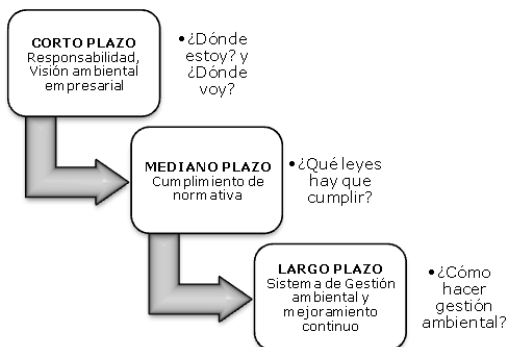 CORTO PLAZO
Responsabilidad,
Visión ambiental
empresarial
•¿Dónde
estoy? y
¿Dónde
voy?
MEDIANO PLAZO
Cumplimiento de
normativa
•¿Qué leyes
hay que
cumplir?
LARGO PLAZO
Sistema de Gestión
ambiental y
mejoramiento
continuo
•¿Cómo
hacer
gestión
ambiental?